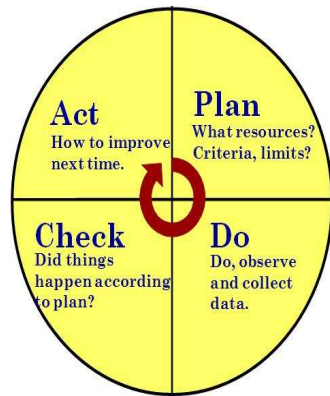 Act
How to improve
next time.
Plan
What resources?
Criteria, limits?
Check
Did things
happen according
to plan?
Do
Do, observe
and collect
data.